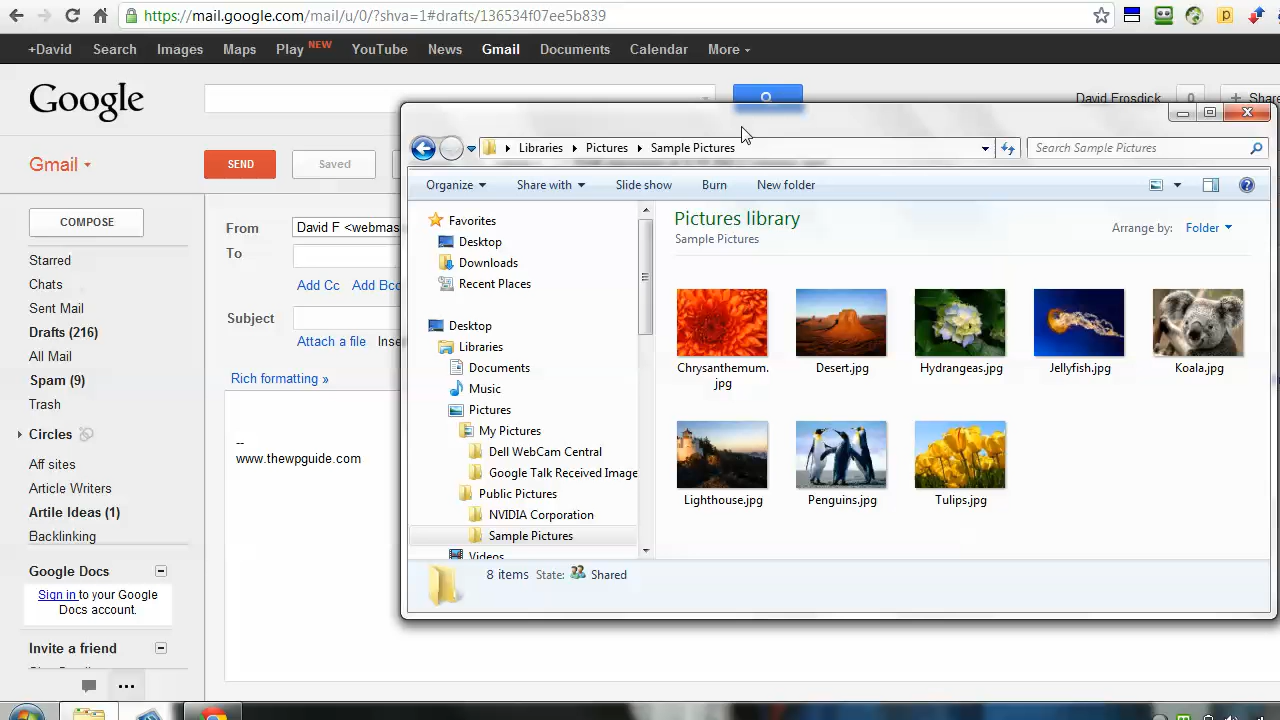 https://mail.google.com/mail/u/0/?shva=1#drafts/136534f07ee5b839
+David Search Images Maps Play NEW YouTube News Gmail Documents Calendar More
Google
David Frosdick 0 + Share
Gmail
SEND Saved
COMPOSE
Starred
Chats
Sent Mail
Drafts (216)
All Mail
Spam (9)
Trash
Circles
Aff sites
Article Writers
Artile Ideas (1)
Backlinking
Google Docs
Sign in to your Google
Docs account.
Invite a friend
From David F <webmas
To
Add Cc Add Bcc
Subject
Attach a file Inse
Rich formatting »
--
www.thewpguide.com
Libraries Pictures Sample Pictures
Search Sample Pictures
Organize Share with Slide show Burn New folder
Favorites
Desktop
Downloads
Recent Places
Desktop
Libraries
Documents
Music
Pictures
My Pictures
Dell WebCam Central
Google Talk Received Image
Public Pictures
NVIDIA Corporation
Sample Pictures
Videos
Pictures library
Sample Pictures
Arrange by: Folder
Chrysanthemum.
jpg
Desert.jpg
Hydrangeas.jpg
Jellyfish.jpg
Koala.jpg
Lighthouse.jpg
Penguins.jpg
Tulips.jpg
8 items State: Shared